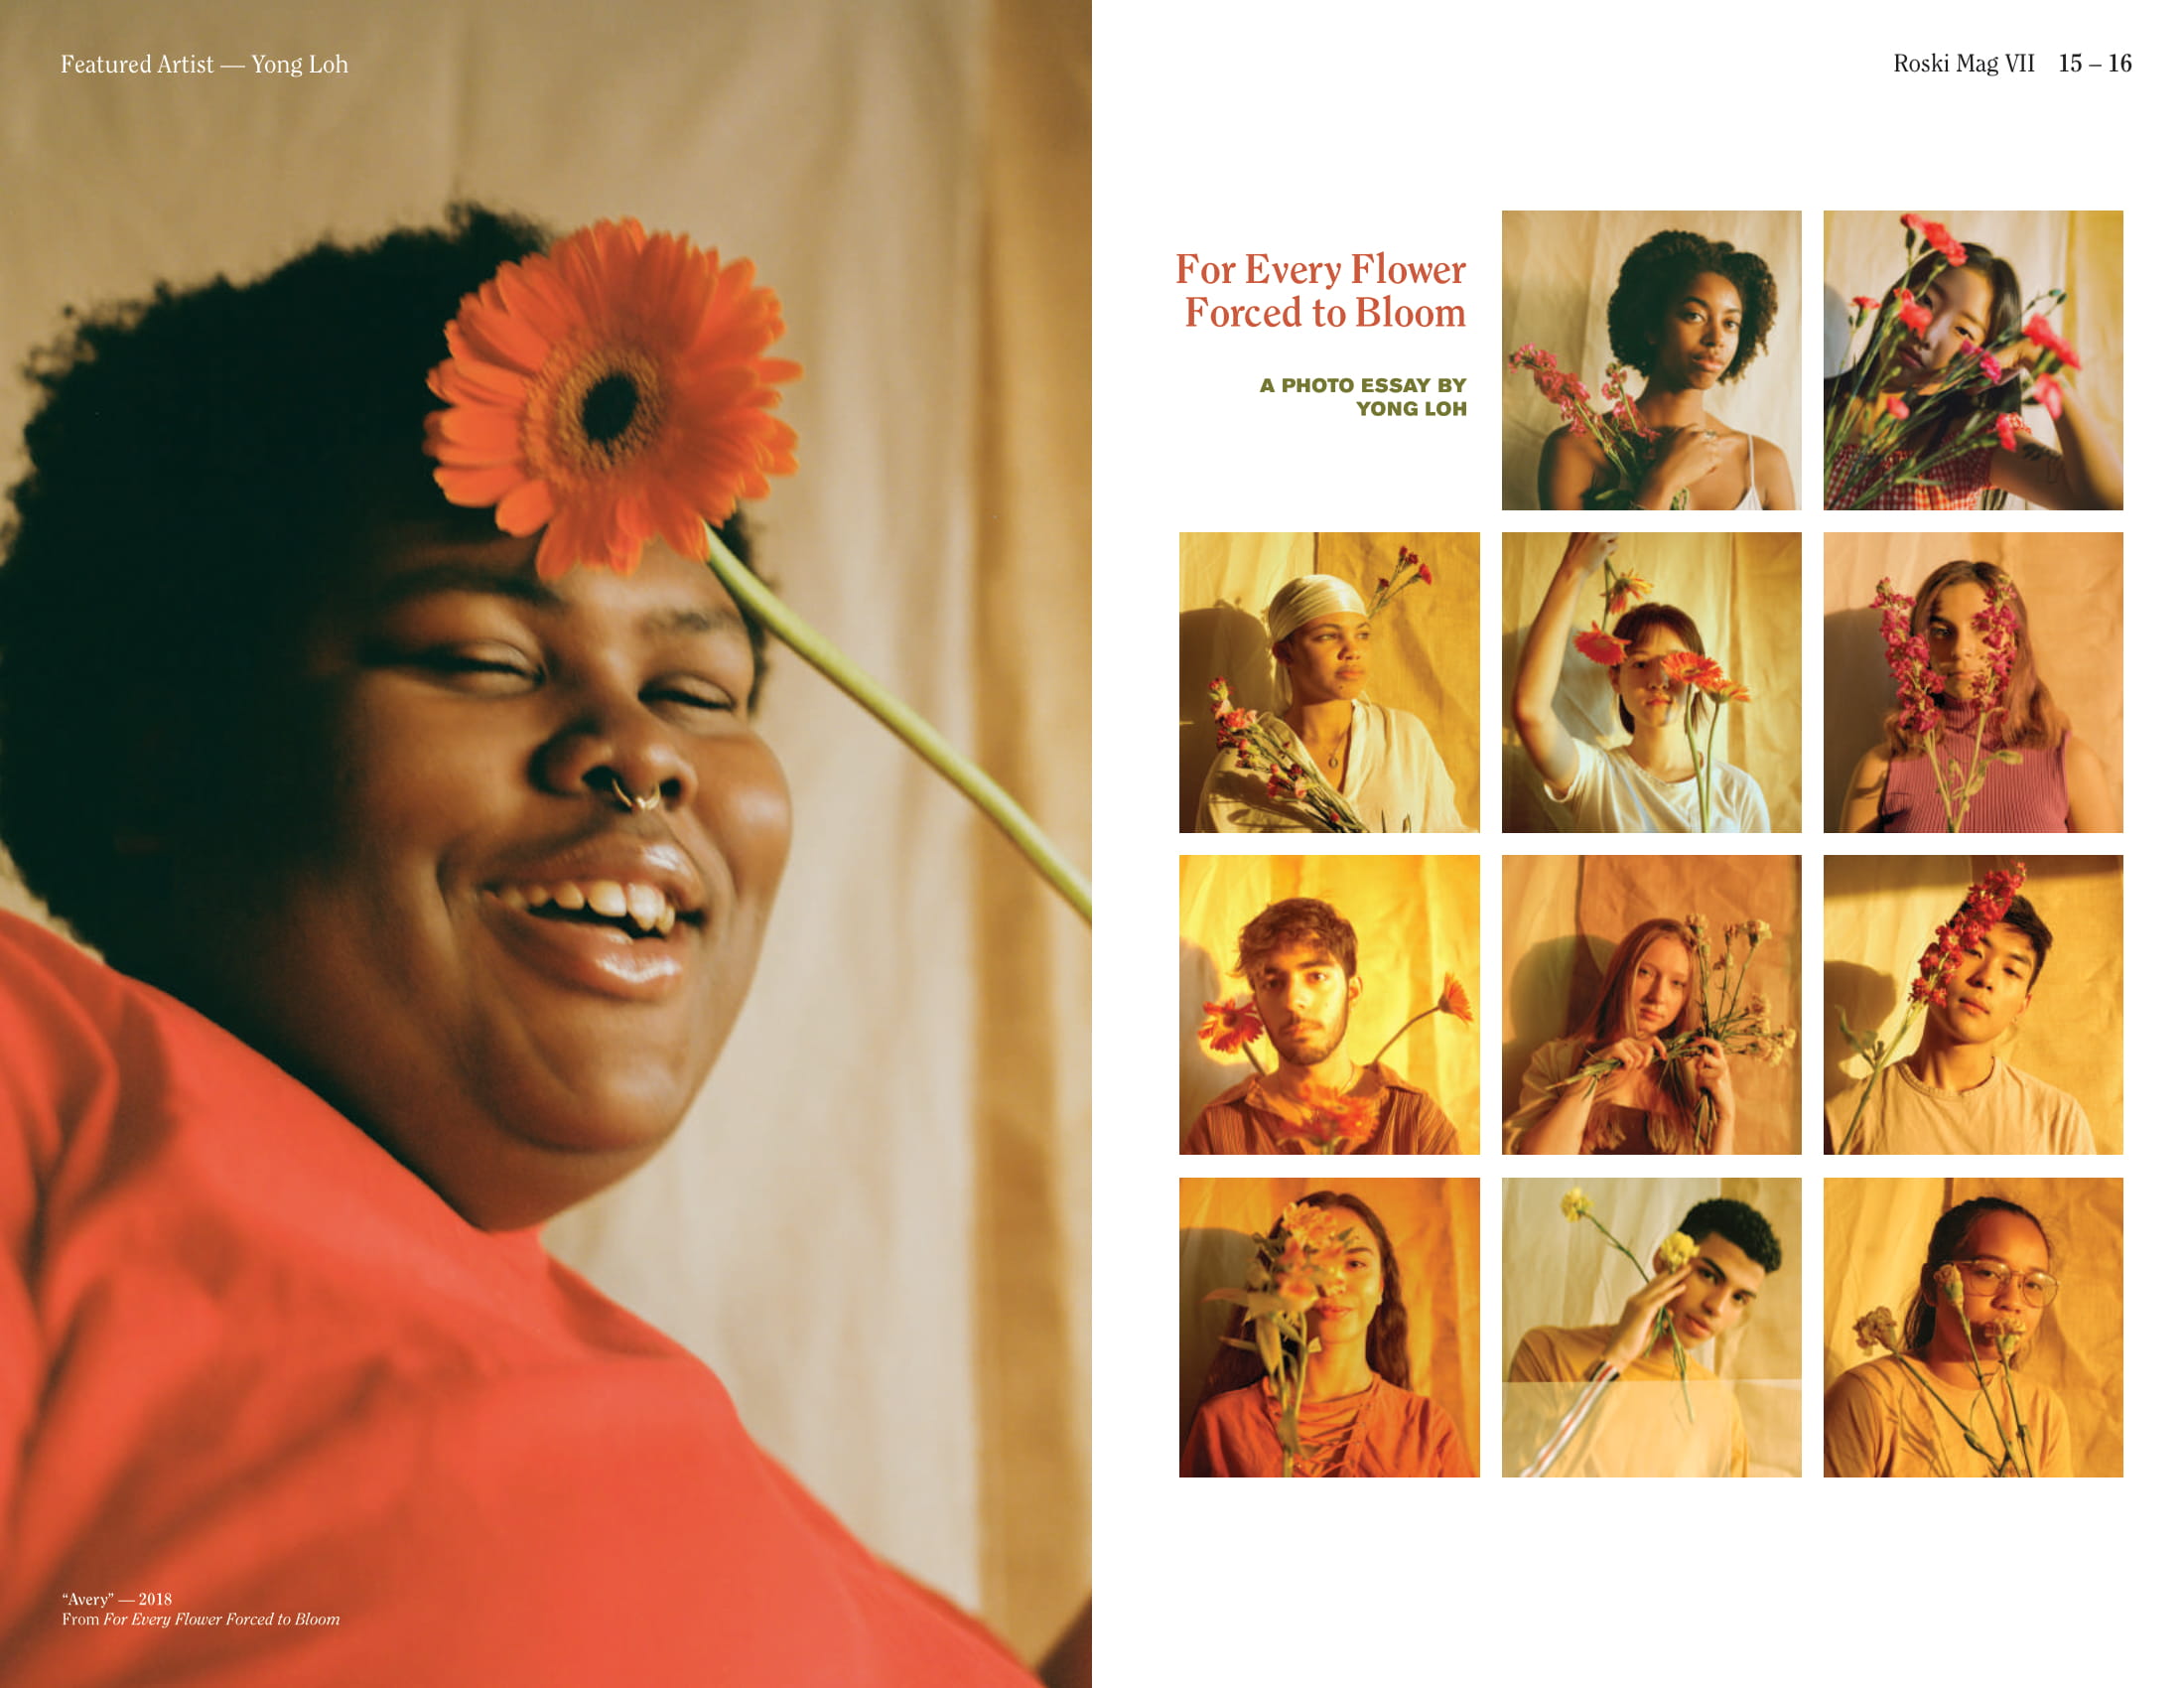 Featured Artist — Yong Loh
Roski Mag VII 15 – 16
For Every Flower
Forced to Bloom
A PHOTO ESSAY BY
YONG LOH
“Avery” — 2018
From For Every Flower Forced to Bloom